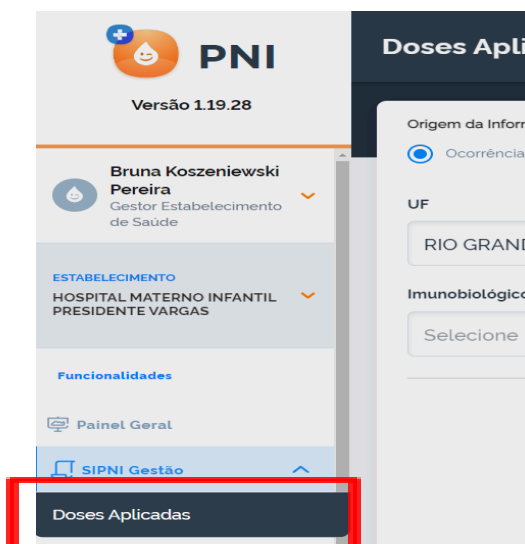 PNI
Versão 1.19.28
Bruna Koszeniewski
Pereira
Gestor Estabelecimento
de Saúde
ESTABELECIMENTO
HOSPITAL MATERNO INFANTIL
PRESIDENTE VARGAS
Funcionalidades
Painel Geral
SIPNI Gestão
Doses Aplicadas
Doses Apli
Origem da Infor
Ocorrência
UF
RIO GRAND
Imunobiológico
Selecione